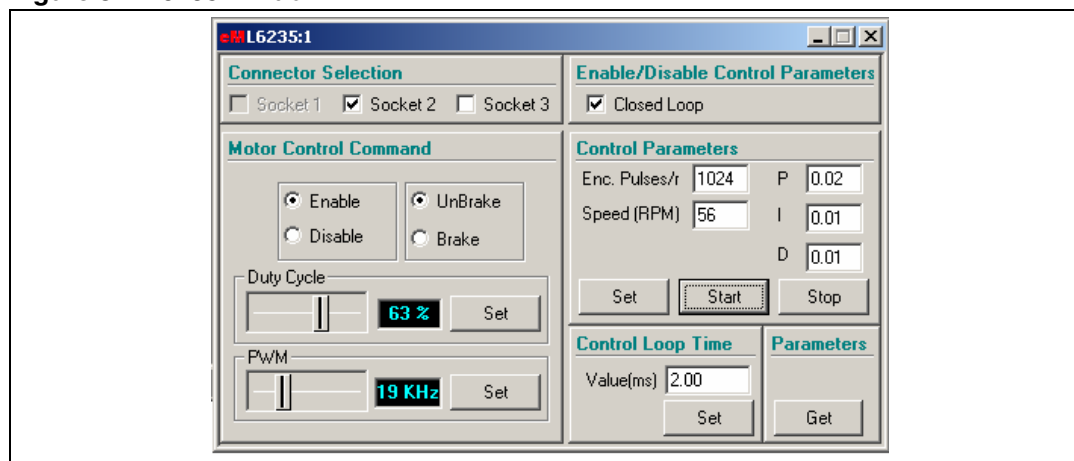 eM L6235:1
Connector Selection
Socket 1 Socket 2 Socket 3
Enable/Disable Control Parameters
Closed Loop
Motor Control Command
Enable
Disable
UnBrake
Brake
Duty Cycle
63 %
Set
PWM
19 KHz
Set
Control Parameters
Enc. Pulses/r 1024
Speed (RPM) 56
P 0.02
I 0.01
D 0.01
Set Start Stop
Control Loop Time
Value(ms) 2.00
Set
Parameters
Get